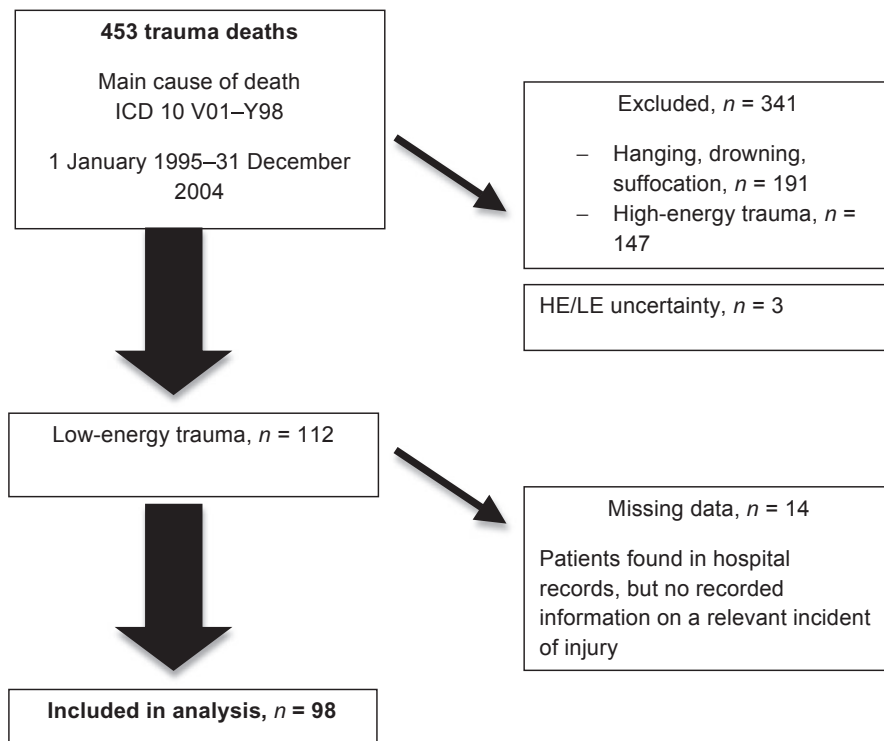 453 trauma deaths
Main cause of death
ICD 10 V01–Y98
1 January 1995–31 December
2004
Excluded, n = 341
– Hanging, drowning,
suffocation, n = 191
– High-energy trauma, n =
147
HE/LE uncertainty, n = 3
Low-energy trauma, n = 112
Missing data, n = 14
Patients found in hospital
records, but no recorded
information on a relevant incident
of injury
Included in analysis, n = 98